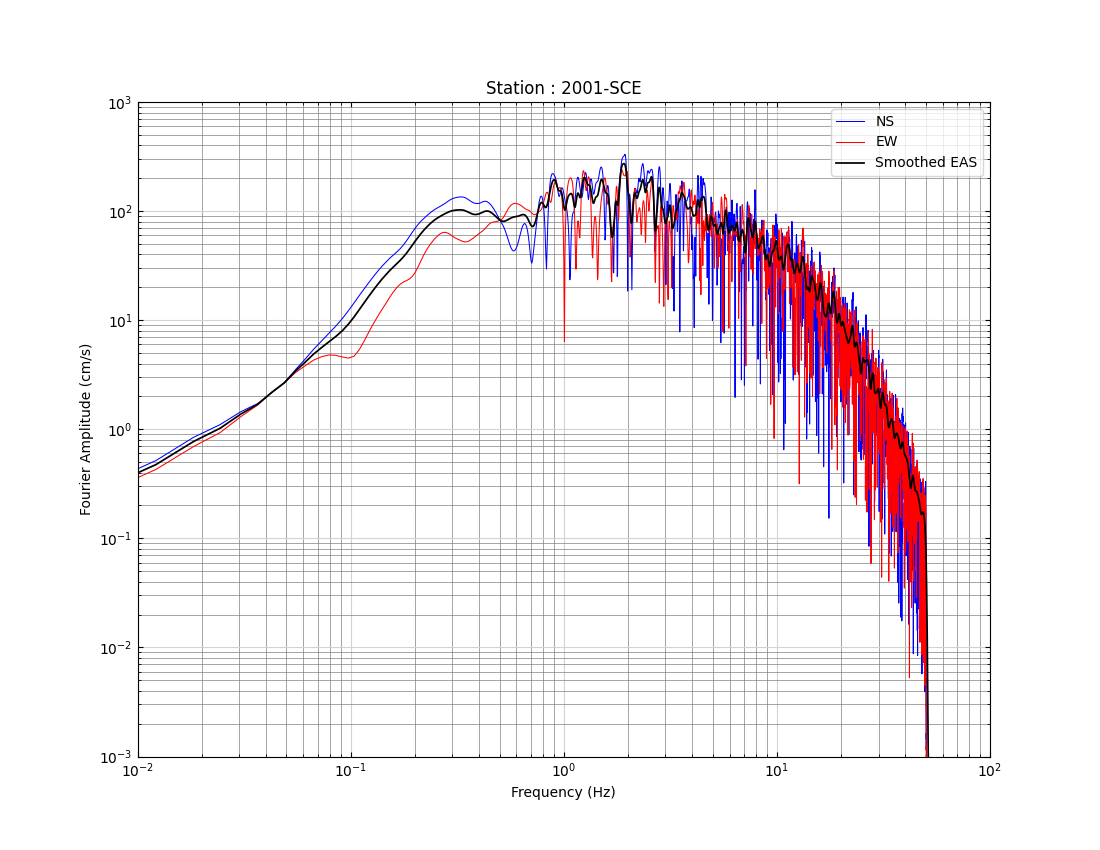 Station : 2001-SCE
10^3
10^2
10^1
10^0
10^-1
10^-2
10^-3
Fourier Amplitude (cm/s)
NS
EW
Smoothed EAS
10^-2
10^-1
10^0
10^1
10^2
Frequency (Hz)